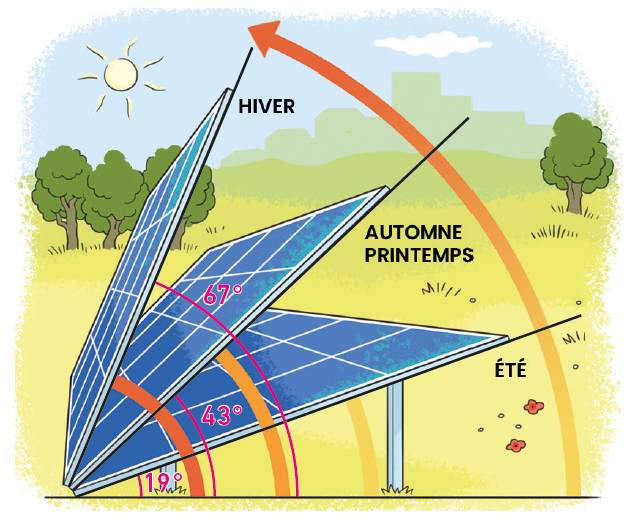 HIVER
AUTOMNE
PRINTEMPS
67°
ÉTÉ
43°
19°